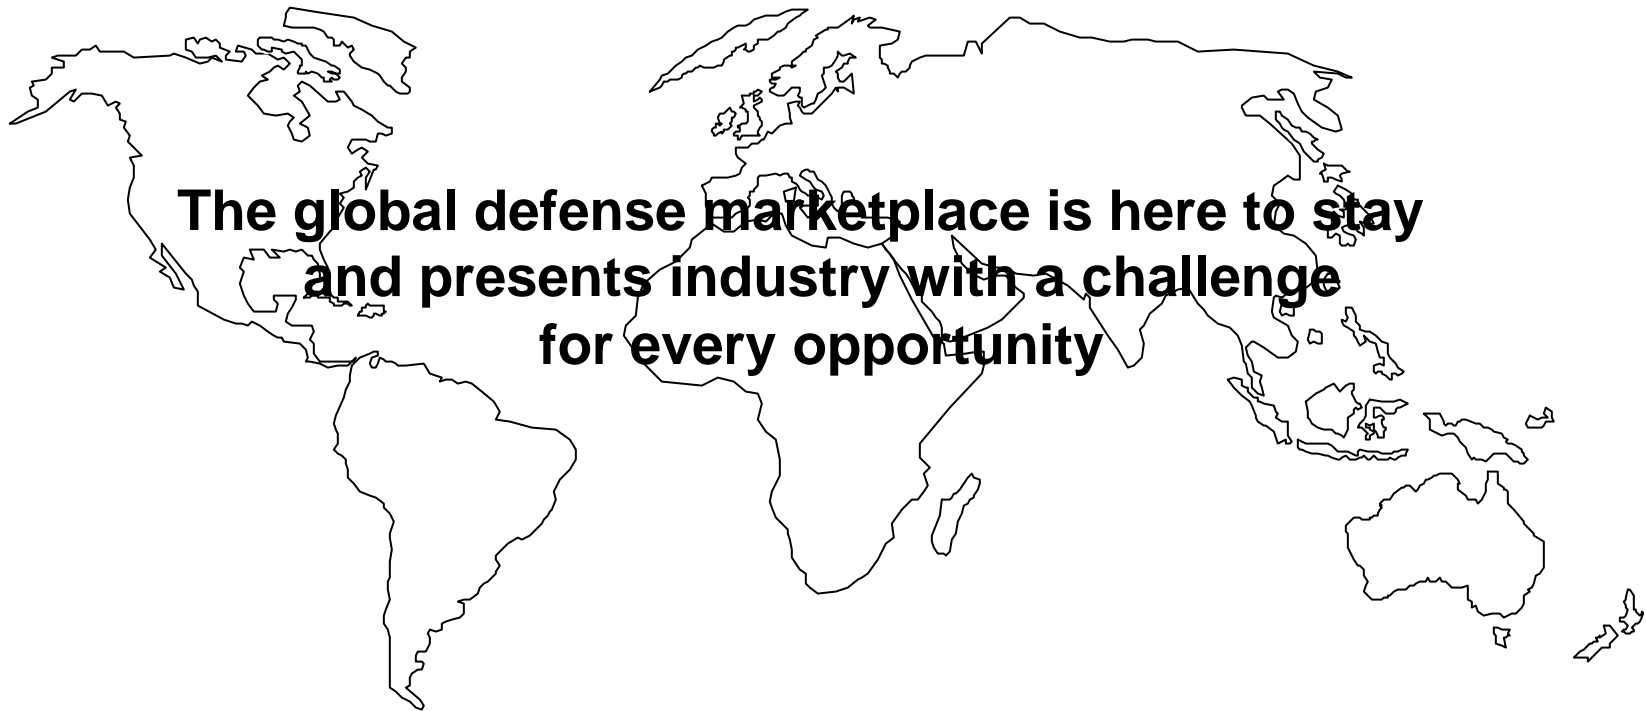 The global defense marketplace is here to stay
and presents industry with a challenge
for every opportunity